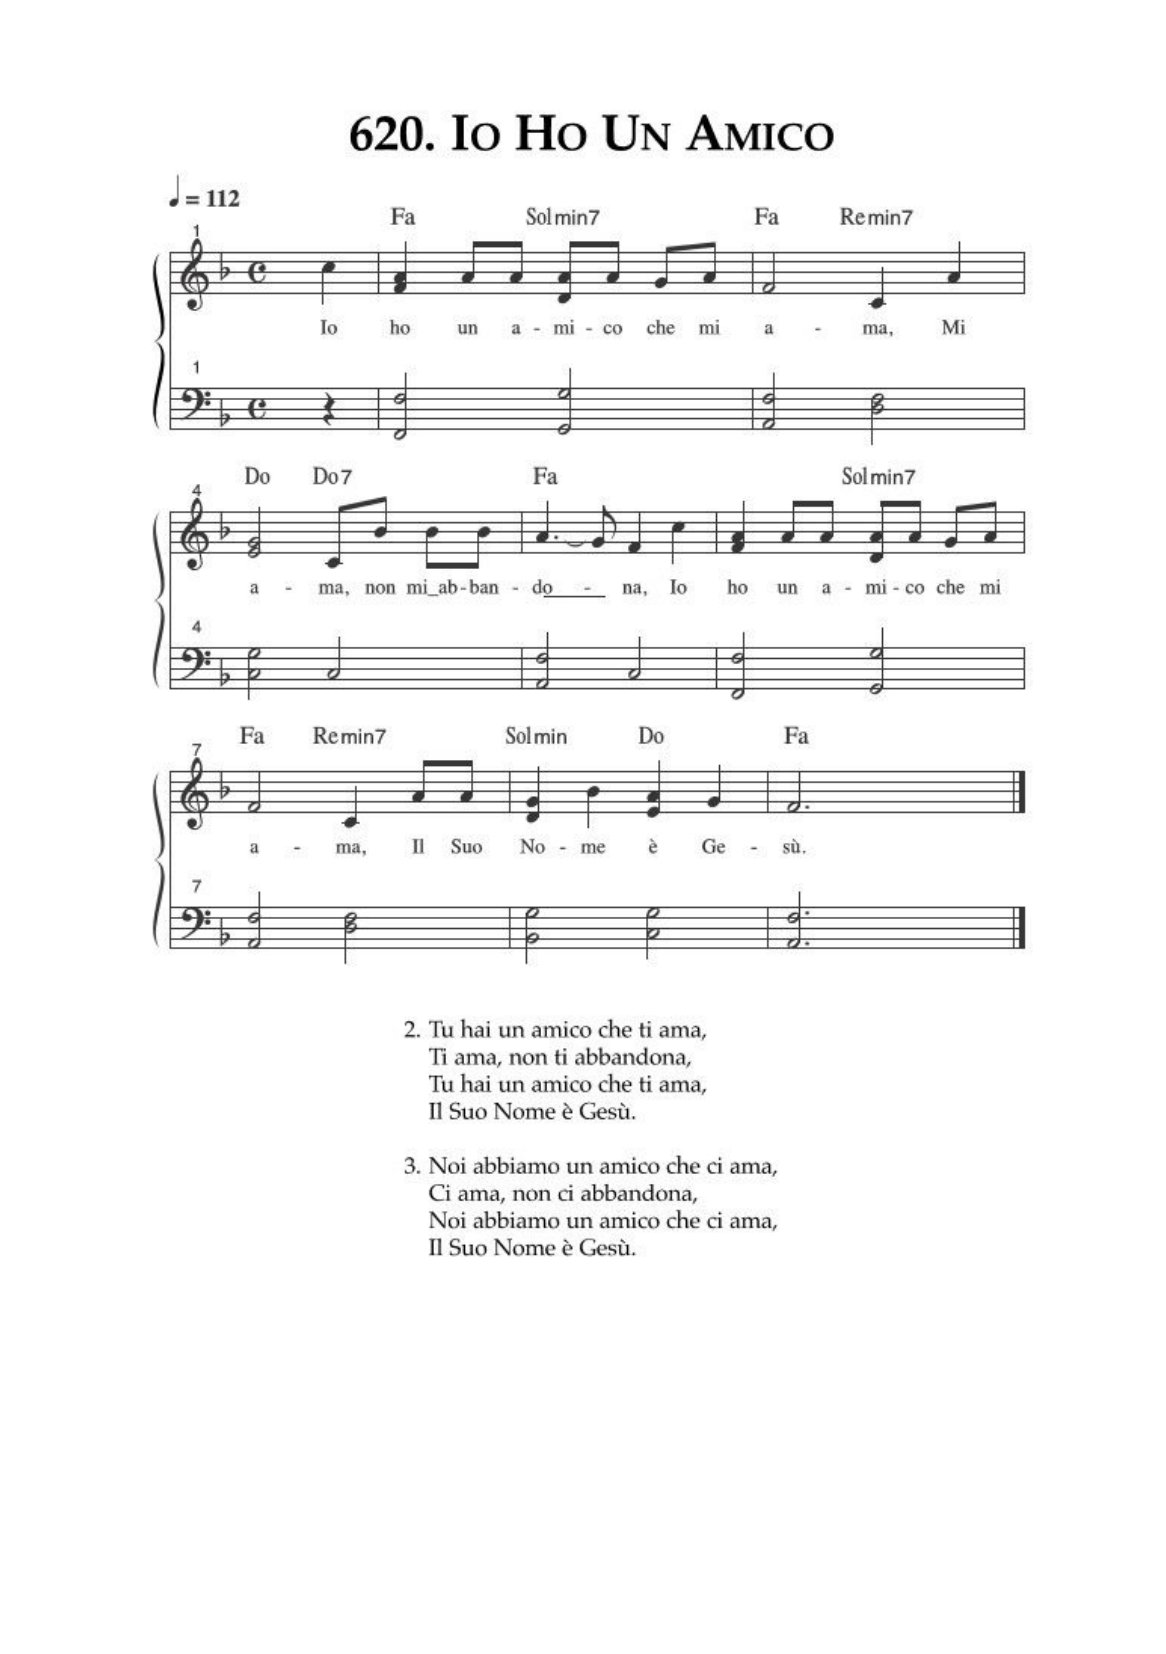 620. Io Ho Un Amico
♩ = 112
Fa Solmin7 Fa Remin7
1
Io ho un a - mi - co che mi a - ma, Mi
1
Do Do7 Fa Solmin7
4
a - ma, non mi_ab-ban - do - na, Io ho un a - mi - co che mi
4
Fa Remin7 Solmin Do Fa
7
a - ma, Il Suo No - me è Ge - sù.
7
2. Tu hai un amico che ti ama,
Ti ama, non ti abbandona,
Tu hai un amico che ti ama,
Il Suo Nome è Gesù.
3. Noi abbiamo un amico che ci ama,
Ci ama, non ci abbandona,
Noi abbiamo un amico che ci ama,
Il Suo Nome è Gesù.